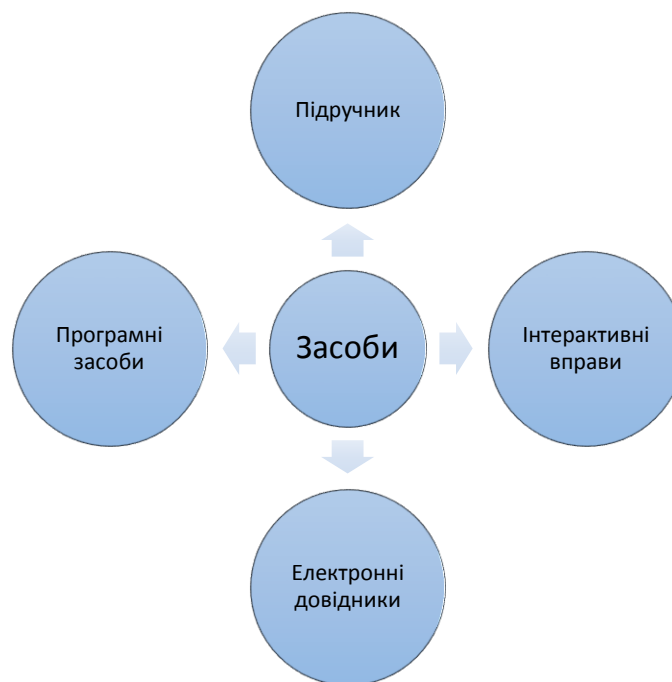 Підручник
Програмні
засоби
Засоби
Інтерактивні
вправи
Електронні
довідники